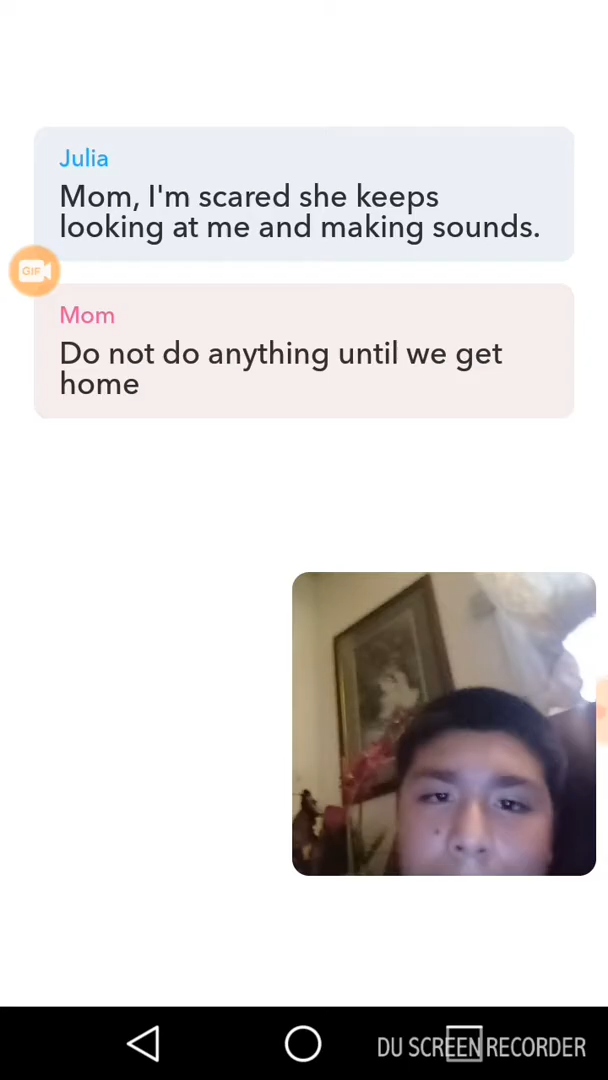 Julia
Mom, I'm scared she keeps
looking at me and making sounds.
GIF
Mom
Do not do anything until we get
home
DU SCREEN RECORDER